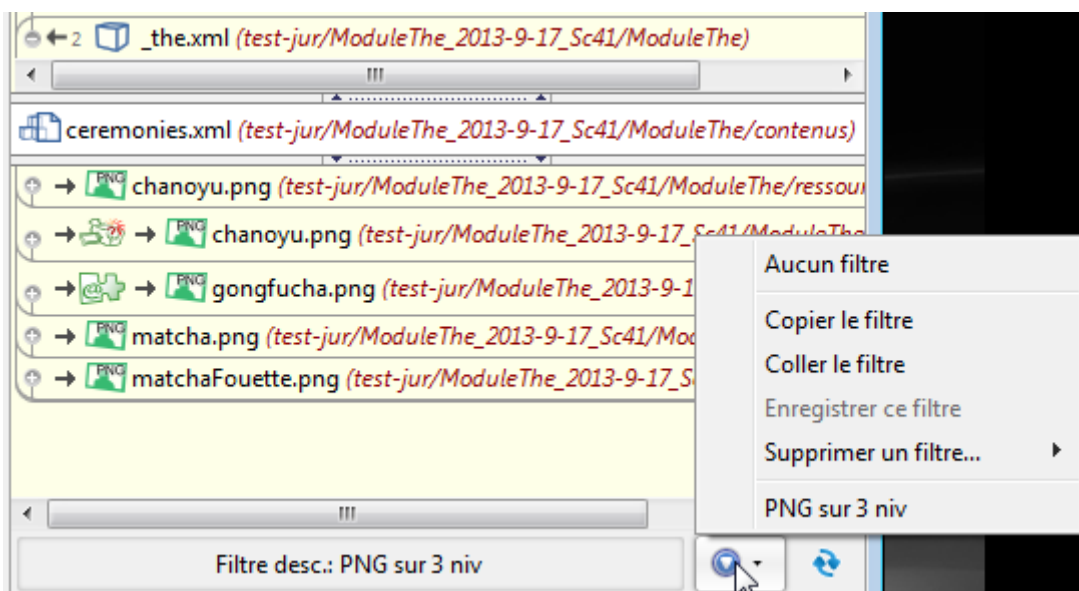 2 _the.xml (test-jur/ModuleThe_2013-9-17_Sc41/ModuleThe)
ceremonies.xml (test-jur/ModuleThe_2013-9-17_Sc41/ModuleThe/contenus)
PNG chanoyu.png (test-jur/ModuleThe_2013-9-17_Sc41/ModuleThe/ressou
PNG chanoyu.png (test-jur/ModuleThe_2013-9-17_Sc41/ModuleThe
PNG gongfucha.png (test-jur/ModuleThe_2013-9-1
PNG matcha.png (test-jur/ModuleThe_2013-9-17_Sc41/Mo
PNG matchaFouette.png (test-jur/ModuleThe_2013-9-17_S
Aucun filtre
Copier le filtre
Coller le filtre
Enregistrer ce filtre
Supprimer un filtre...
PNG sur 3 niv
Filtre desc.: PNG sur 3 niv